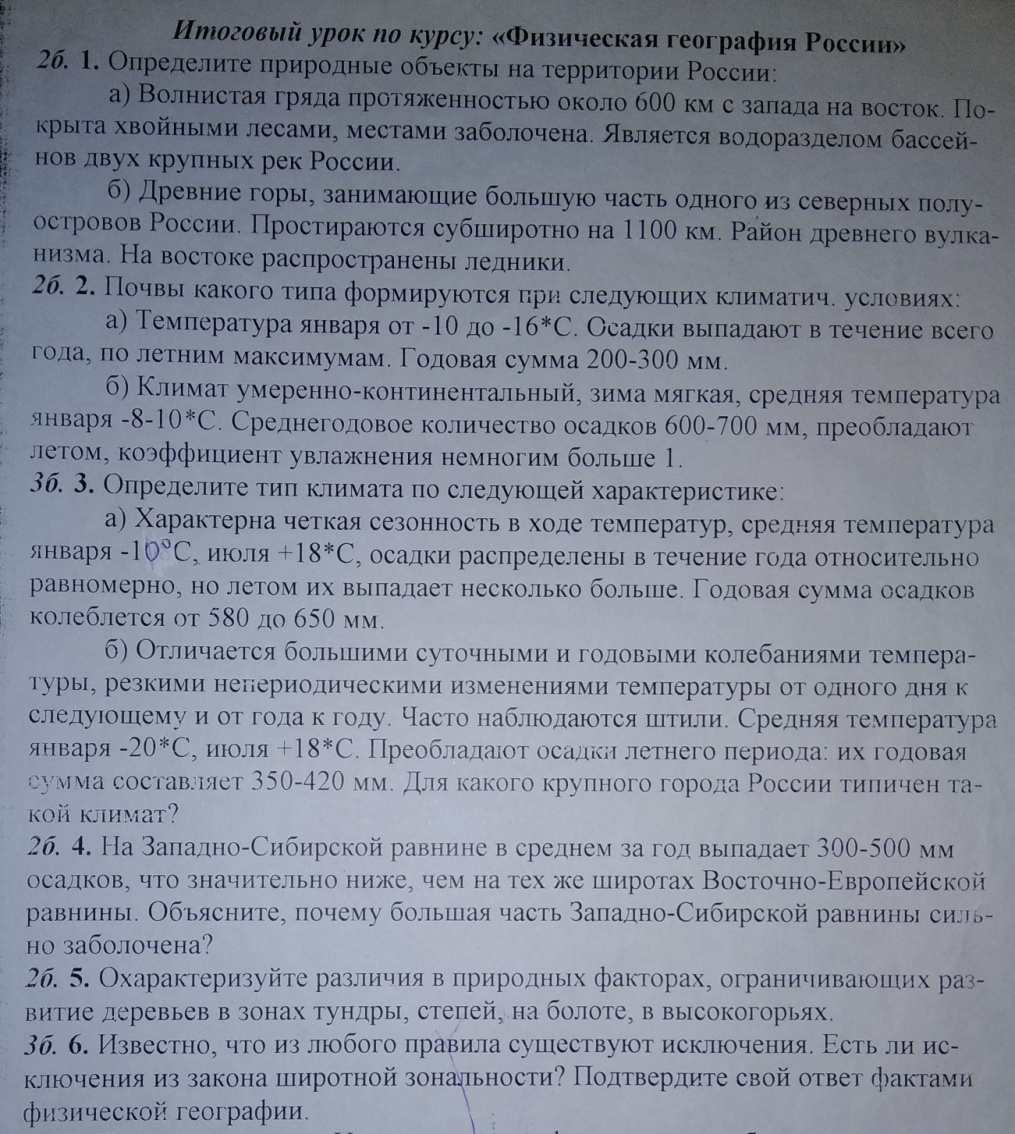 Итоговый урок по курсу: «Физическая география России»
2б. 1. Определите природные объекты на территории России:
а) Волнистая гряда протяженностью около 600 км с запада на восток. По-
крыта хвойными лесами, местами заболочена. Является водоразделом бассей-
нов двух крупных рек России.
б) Древние горы, занимающие большую часть одного из северных полу-
островов России. Простираются субширотно на 1100 км. Район древнего вулка-
низма. На востоке распространены ледники.
2б. 2. Почвы какого типа формируются при следующих климатич. условиях:
а) Температура января от -10 до -16*С. Осадки выпадают в течение всего
года, по летним максимумам. Годовая сумма 200-300 мм.
б) Климат умеренно-континентальный, зима мягкая, средняя температура
января -8-10*С. Среднегодовое количество осадков 600-700 мм, преобладают
летом, коэффициент увлажнения немногим больше 1.
3б. 3. Определите тип климата по следующей характеристике:
а) Характерна четкая сезонность в ходе температур, средняя температура
января -10°С, июля +18*С, осадки распределены в течение года относительно
равномерно, но летом их выпадает несколько больше. Годовая сумма осадков
колеблется от 580 до 650 мм.
б) Отличается большими суточными и годовыми колебаниями темпера-
туры, резкими непериодическими изменениями температуры от одного дня к
следующему и от года к году. Часто наблюдаются штили. Средняя температура
января -20*С, июля +18*С. Преобладают осадки летнего периода: их годовая
сумма составляет 350-420 мм. Для какого крупного города России типичен та-
кой климат?
2б. 4. На Западно-Сибирской равнине в среднем за год выпадает 300-500 мм
осадков, что значительно ниже, чем на тех же широтах Восточно-Европейской
равнины. Объясните, почему большая часть Западно-Сибирской равнины силь-
но заболочена?
2б. 5. Охарактеризуйте различия в природных факторах, ограничивающих раз-
витие деревьев в зонах тундры, степей, на болоте, в высокогорьях.
3б. 6. Известно, что из любого правила существуют исключения. Есть ли ис-
ключения из закона широтной зональности? Подтвердите свой ответ фактами
физической географии.